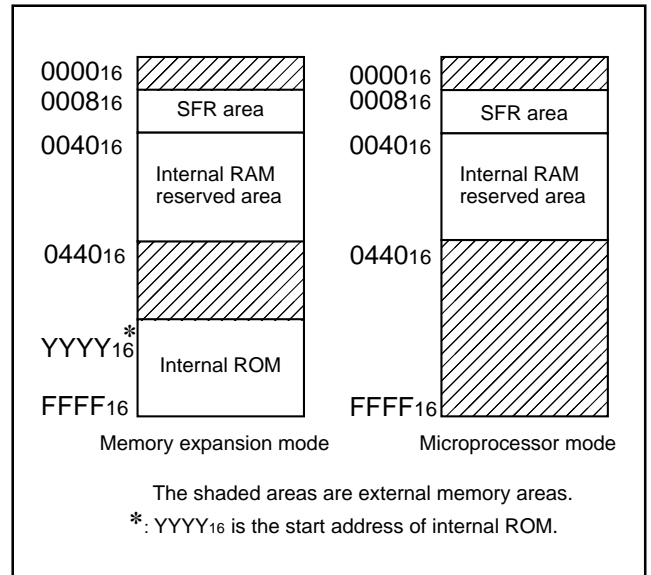 0000₁₆
0008₁₆
SFR area
0040₁₆
Internal RAM
reserved area
0440₁₆
YYYY₁₆*
Internal ROM
FFFF₁₆
Memory expansion mode
0000₁₆
0008₁₆
SFR area
0040₁₆
Internal RAM
reserved area
0440₁₆
FFFF₁₆
Microprocessor mode
The shaded areas are external memory areas.
*: YYYY₁₆ is the start address of internal ROM.